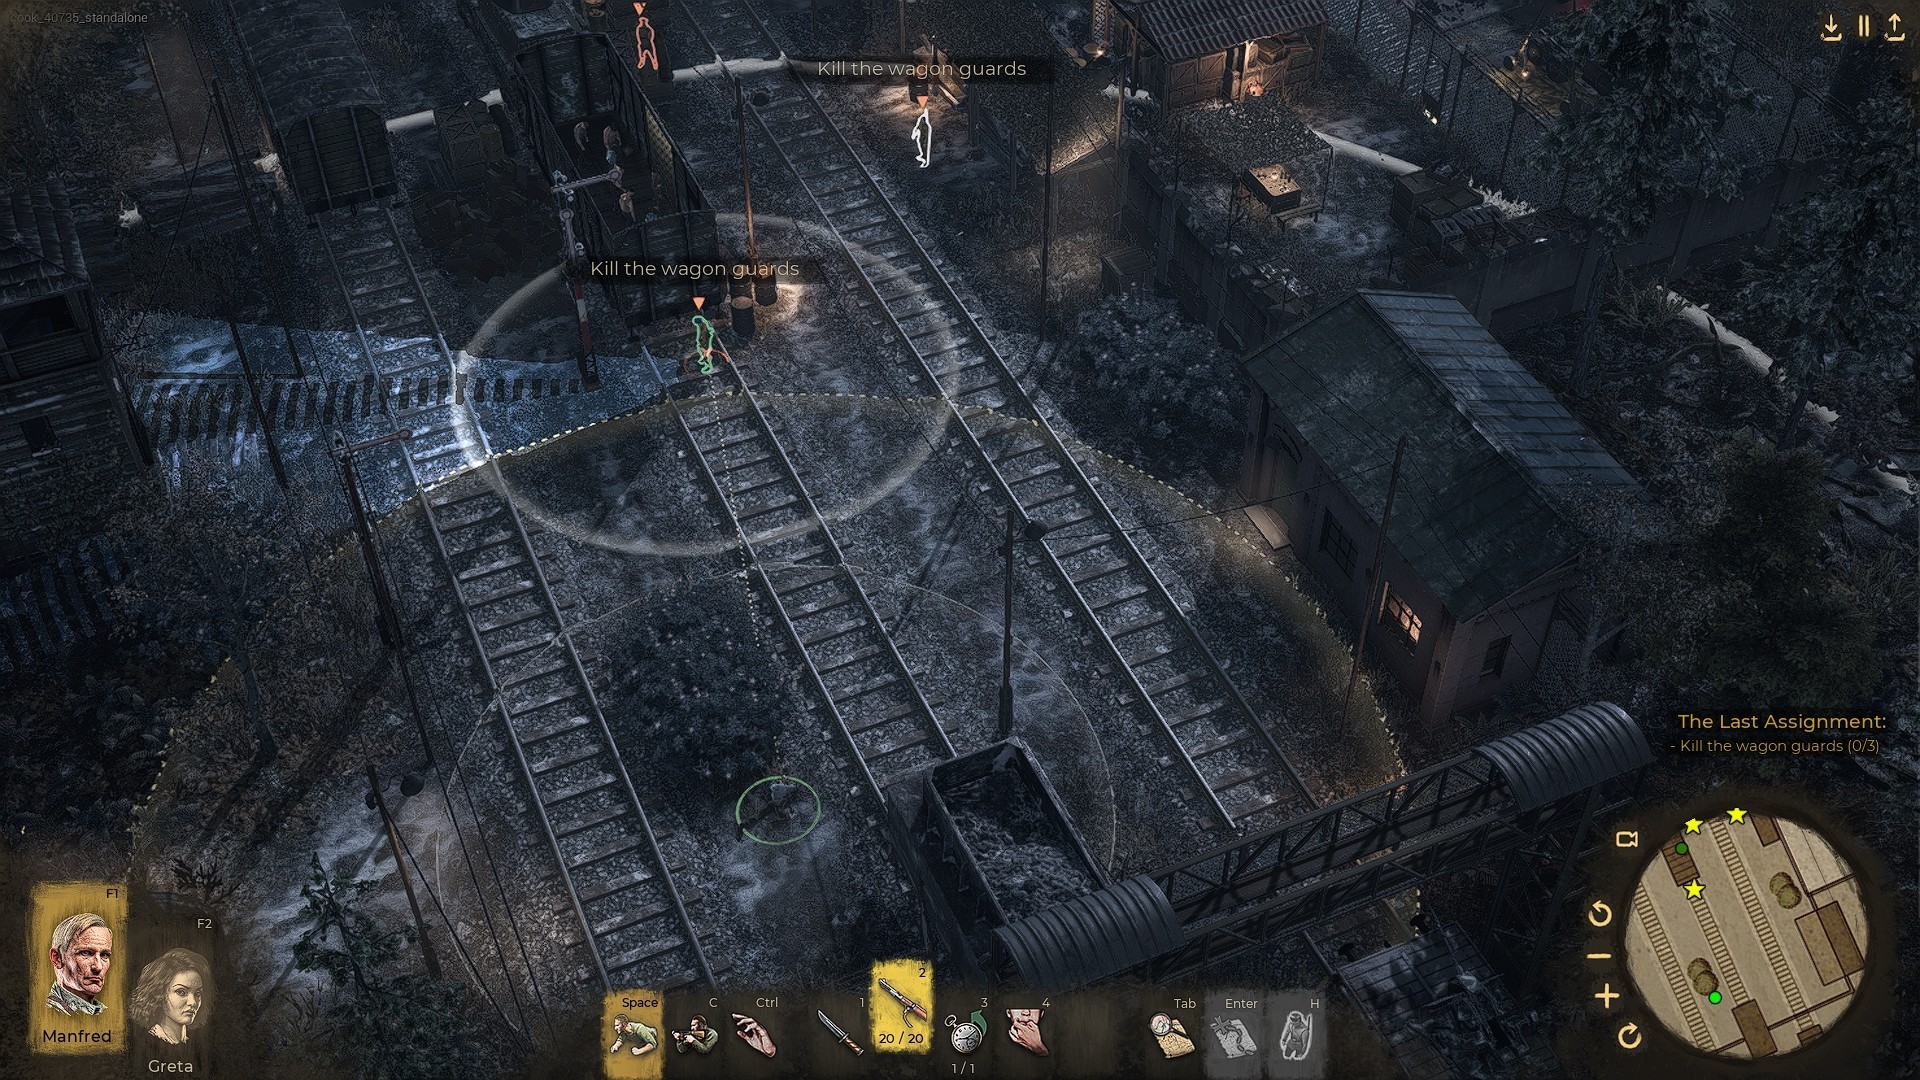 cook_40735_standalone
Kill the wagon guards
Kill the wagon guards
The Last Assignment:
- Kill the wagon guards (0/3)
F1
Manfred
F2
Greta
Space
C
Ctrl
1
2
20 / 20
3
1 / 1
4
Tab
Enter
H